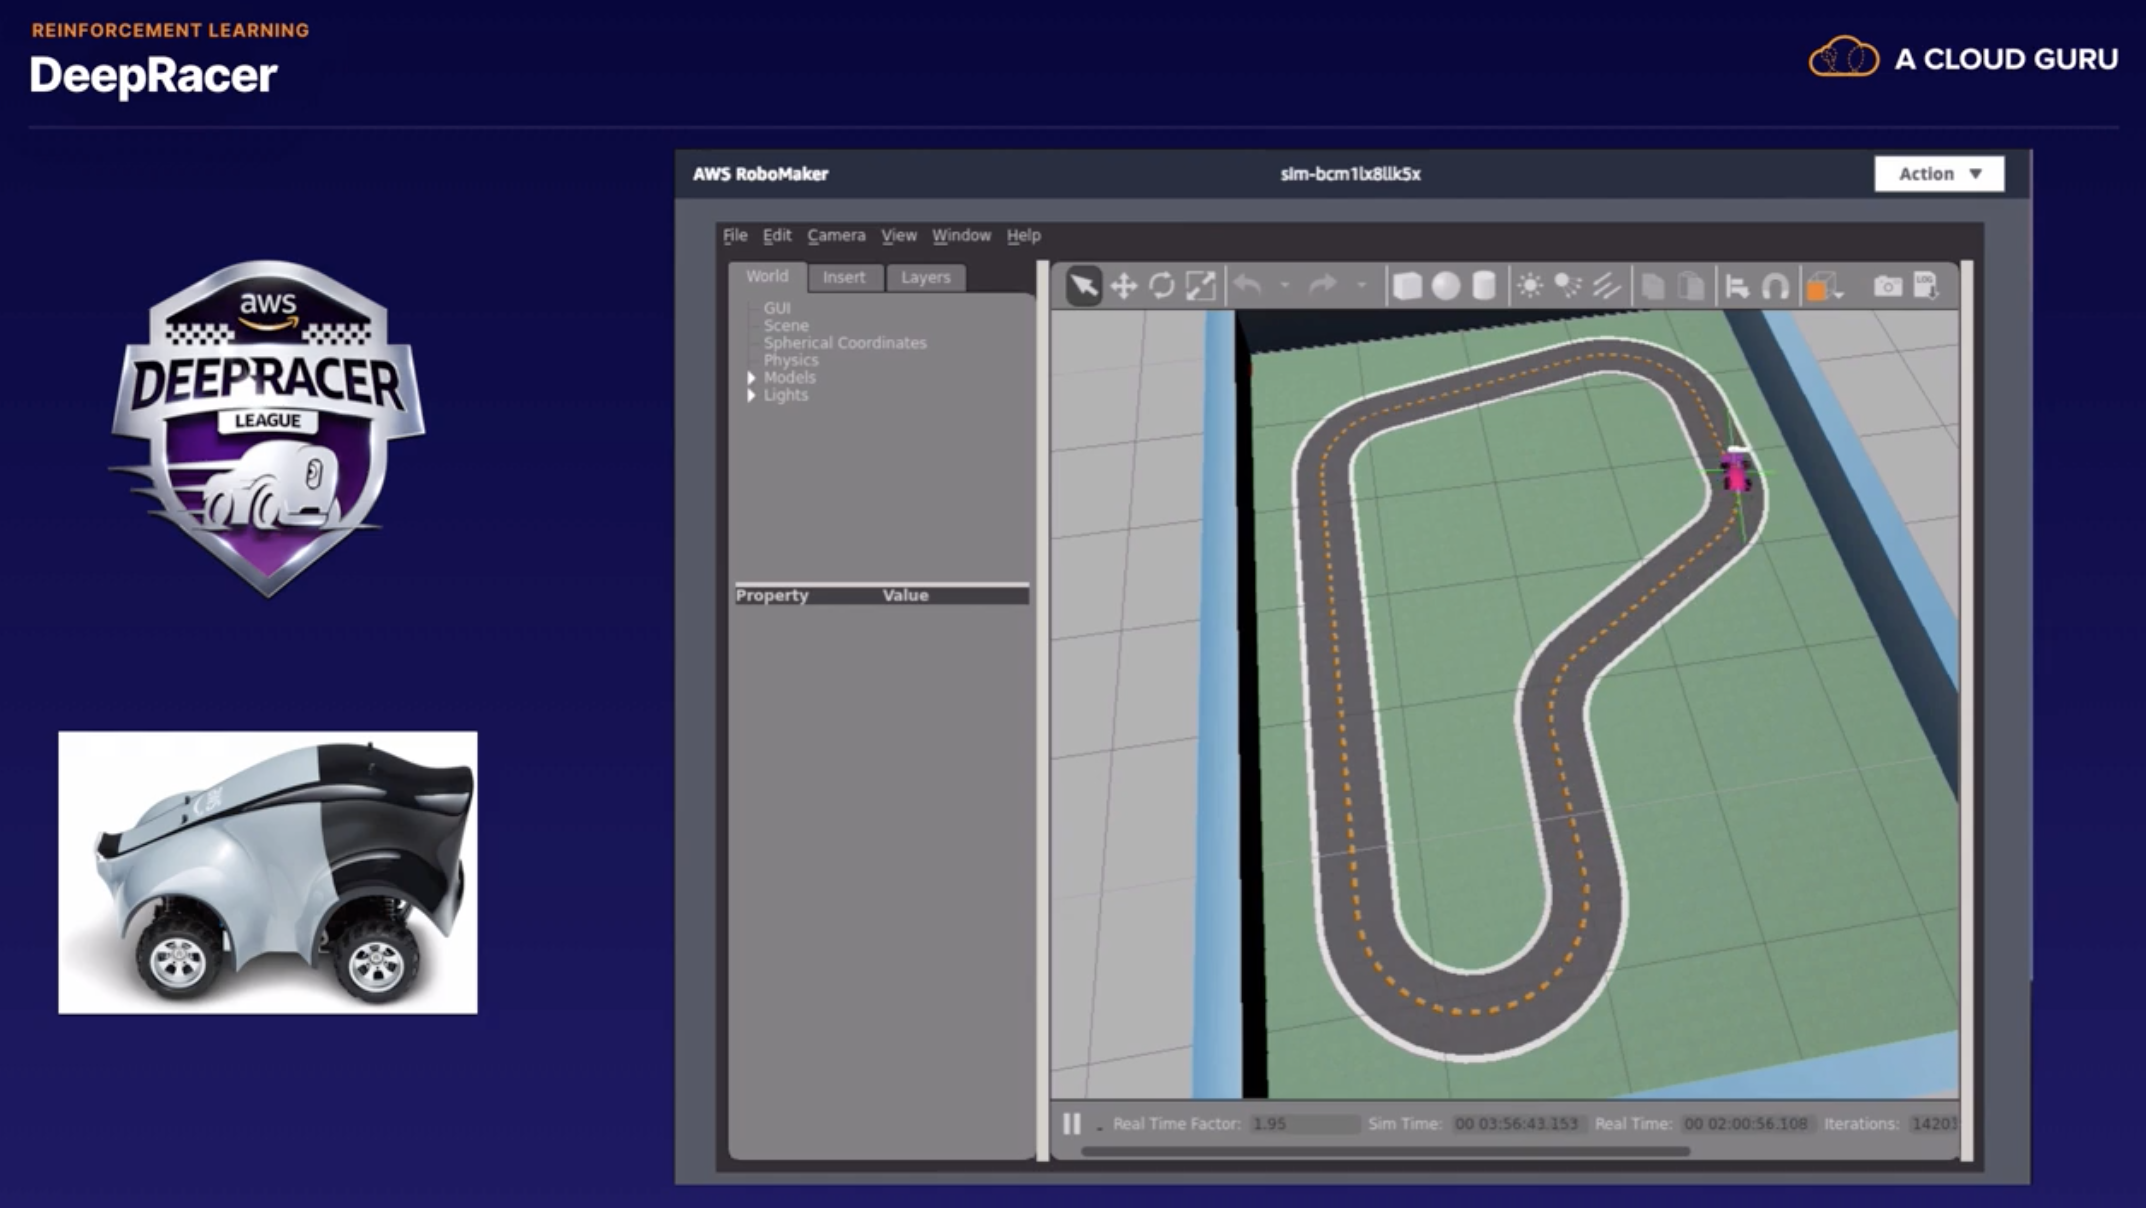 REINFORCEMENT LEARNING
DeepRacer
A CLOUD GURU
aws
DEEPRACER
LEAGUE
AWS RoboMaker
sim-bcm1lx8llk5x
Action
File Edit Camera View Window Help
World Insert Layers
GUI
Scene
Spherical Coordinates
Physics
Models
Lights
Property Value
LOG
Real Time Factor: 1.95 Sim Time: 00 03:56:43.153 Real Time: 00 02:00:56.108 Iterations: 14203